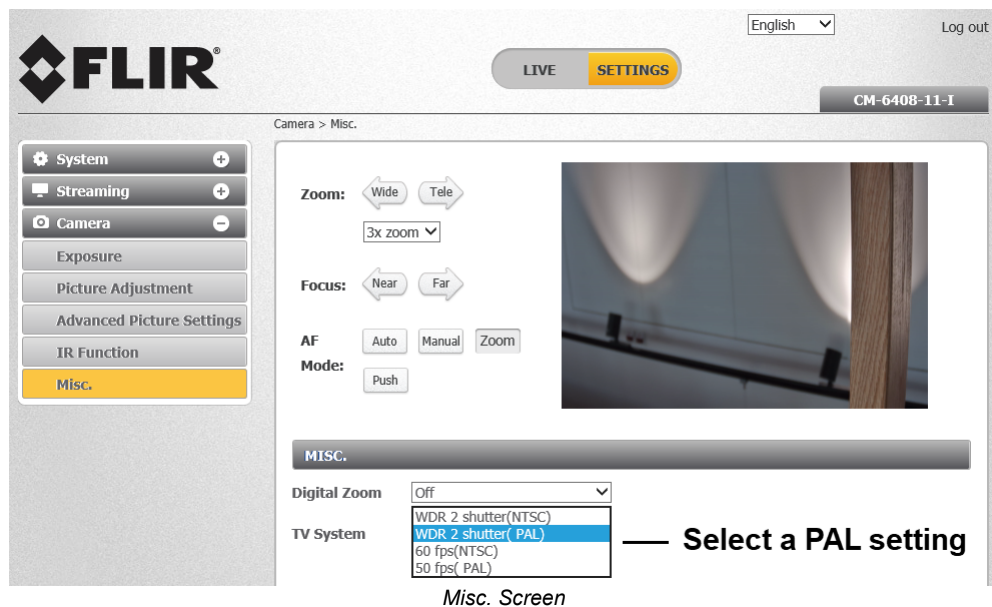 English
Log out
FLIR®
LIVE
SETTINGS
CM-6408-11-I
Camera > Misc.
System
Streaming
Camera
Exposure
Picture Adjustment
Advanced Picture Settings
IR Function
Misc.
Zoom:
Wide
Tele
3x zoom
Focus:
Near
Far
AF
Mode:
Auto
Manual
Zoom
Push
MISC.
Digital Zoom
Off
TV System
WDR 2 shutter(NTSC)
WDR 2 shutter( PAL)
60 fps(NTSC)
50 fps( PAL)
Select a PAL setting
Misc. Screen